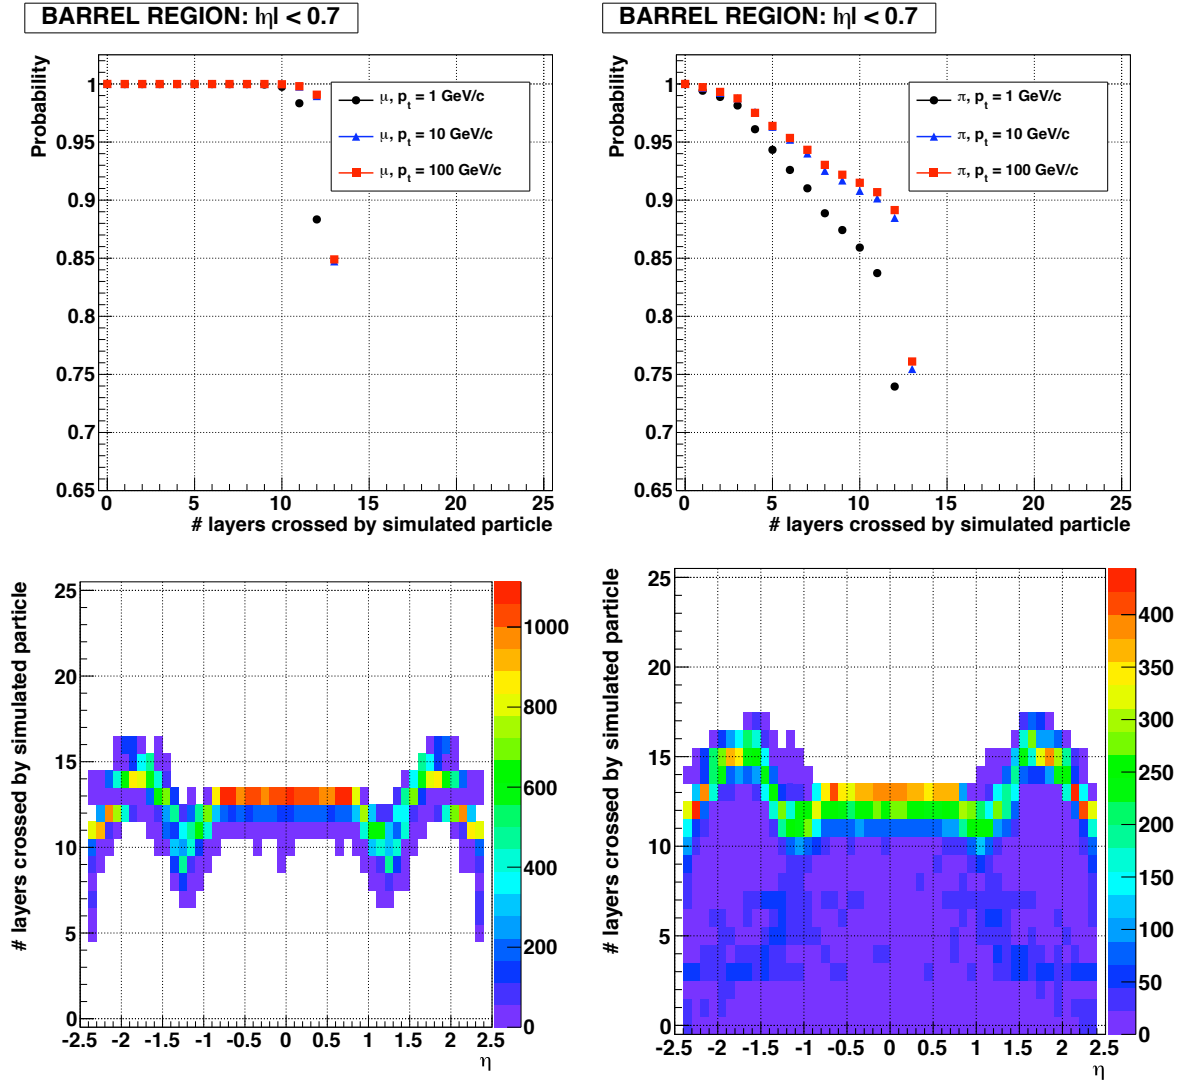 BARREL REGION: |η| < 0.7
Probability
1
0.95
0.9
0.85
0.8
0.75
0.7
0.65
μ, pt = 1 GeV/c
μ, pt = 10 GeV/c
μ, pt = 100 GeV/c
0 5 10 15 20 25
# layers crossed by simulated particle
BARREL REGION: |η| < 0.7
Probability
1
0.95
0.9
0.85
0.8
0.75
0.7
0.65
π, pt = 1 GeV/c
π, pt = 10 GeV/c
π, pt = 100 GeV/c
0 5 10 15 20 25
# layers crossed by simulated particle
# layers crossed by simulated particle
25
20
15
10
5
0
-2.5 -2 -1.5 -1 -0.5 0 0.5 1 1.5 2 2.5
η
1000
800
600
400
200
0
# layers crossed by simulated particle
25
20
15
10
5
0
-2.5 -2 -1.5 -1 -0.5 0 0.5 1 1.5 2 2.5
η
400
350
300
250
200
150
100
50
0